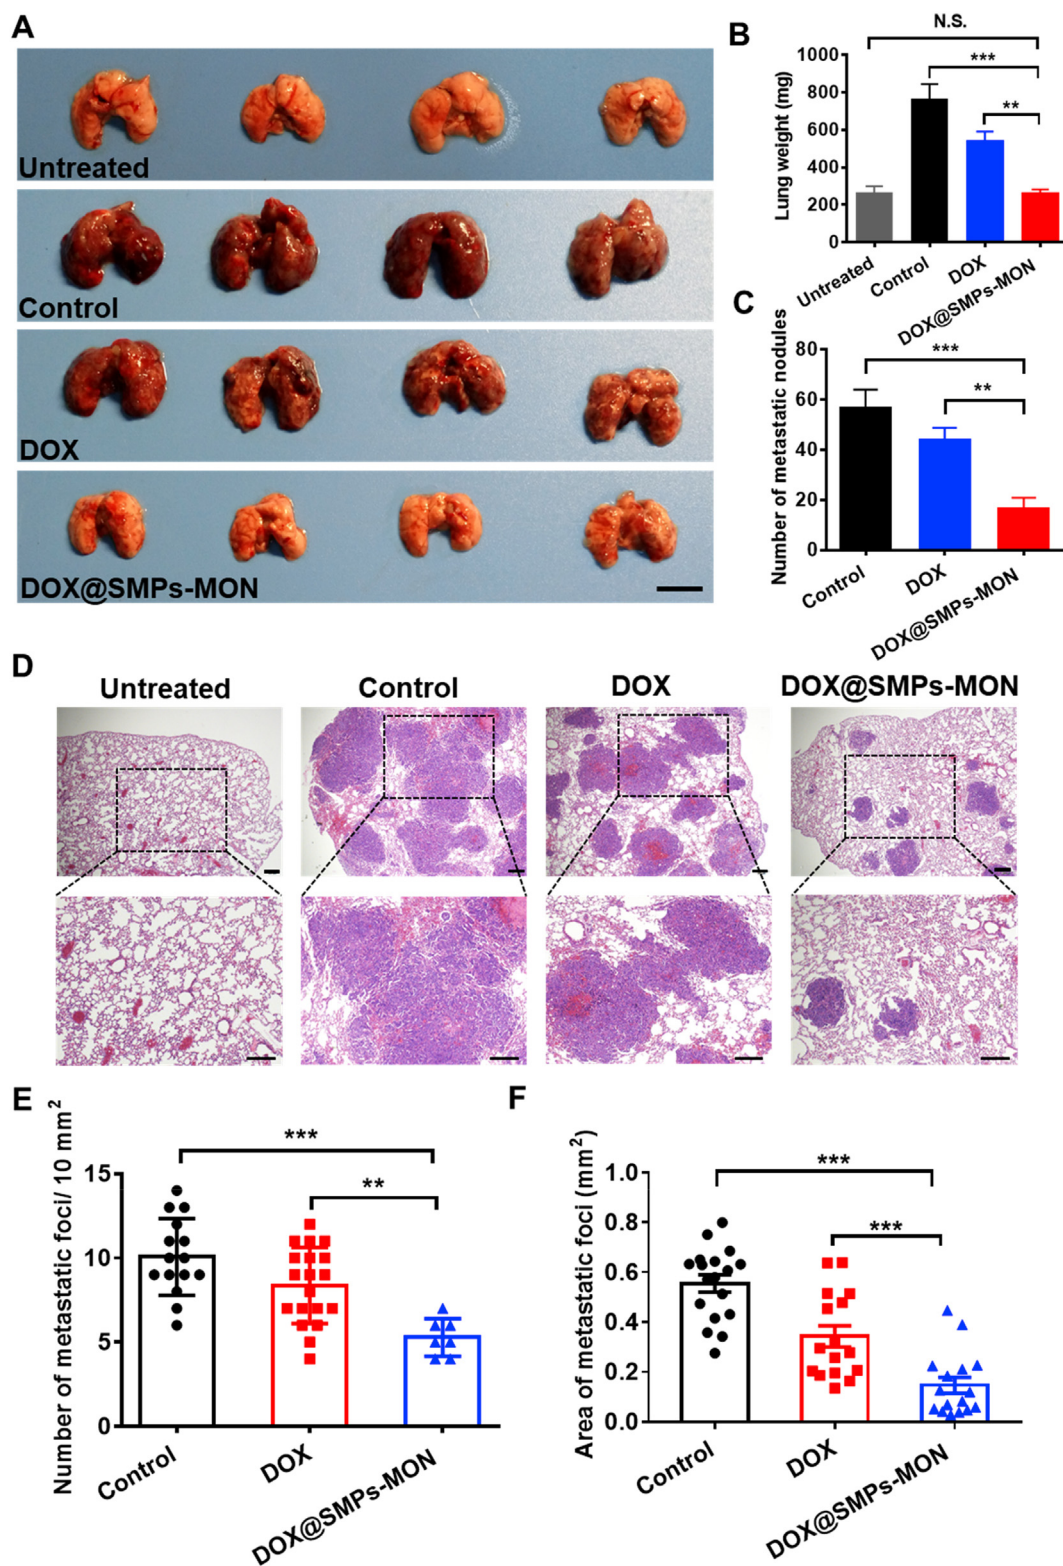 A
Untreated
Control
DOX
DOX@SMPs-MON
B
N.S.
***
**
Lung weight (mg)
1000
800
600
400
200
0
Untreated
Control
DOX
DOX@SMPs-MON
C
***
**
Number of metastatic nodules
80
60
40
20
0
Control
DOX
DOX@SMPs-MON
D
Untreated
Control
DOX
DOX@SMPs-MON
E
***
**
Number of metastatic foci/ 10 mm²
15
10
5
0
Control
DOX
DOX@SMPs-MON
F
***
***
Area of metastatic foci (mm²)
1.0
0.8
0.6
0.4
0.2
0.0
Control
DOX
DOX@SMPs-MON